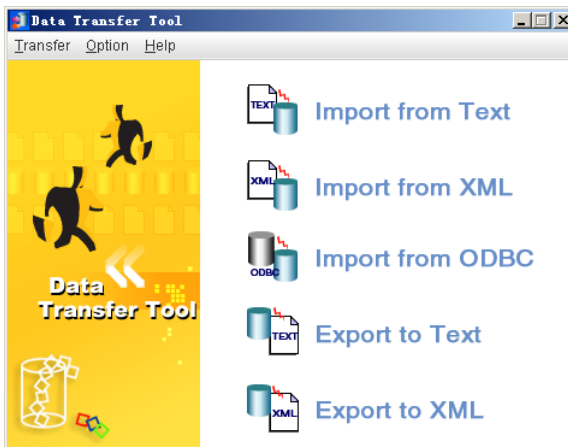 Data Transfer Tool
Transfer Option Help
TEXT
Import from Text
XML
Import from XML
ODBC
Import from ODBC
TEXT
Export to Text
XML
Export to XML
Data
Transfer Tool